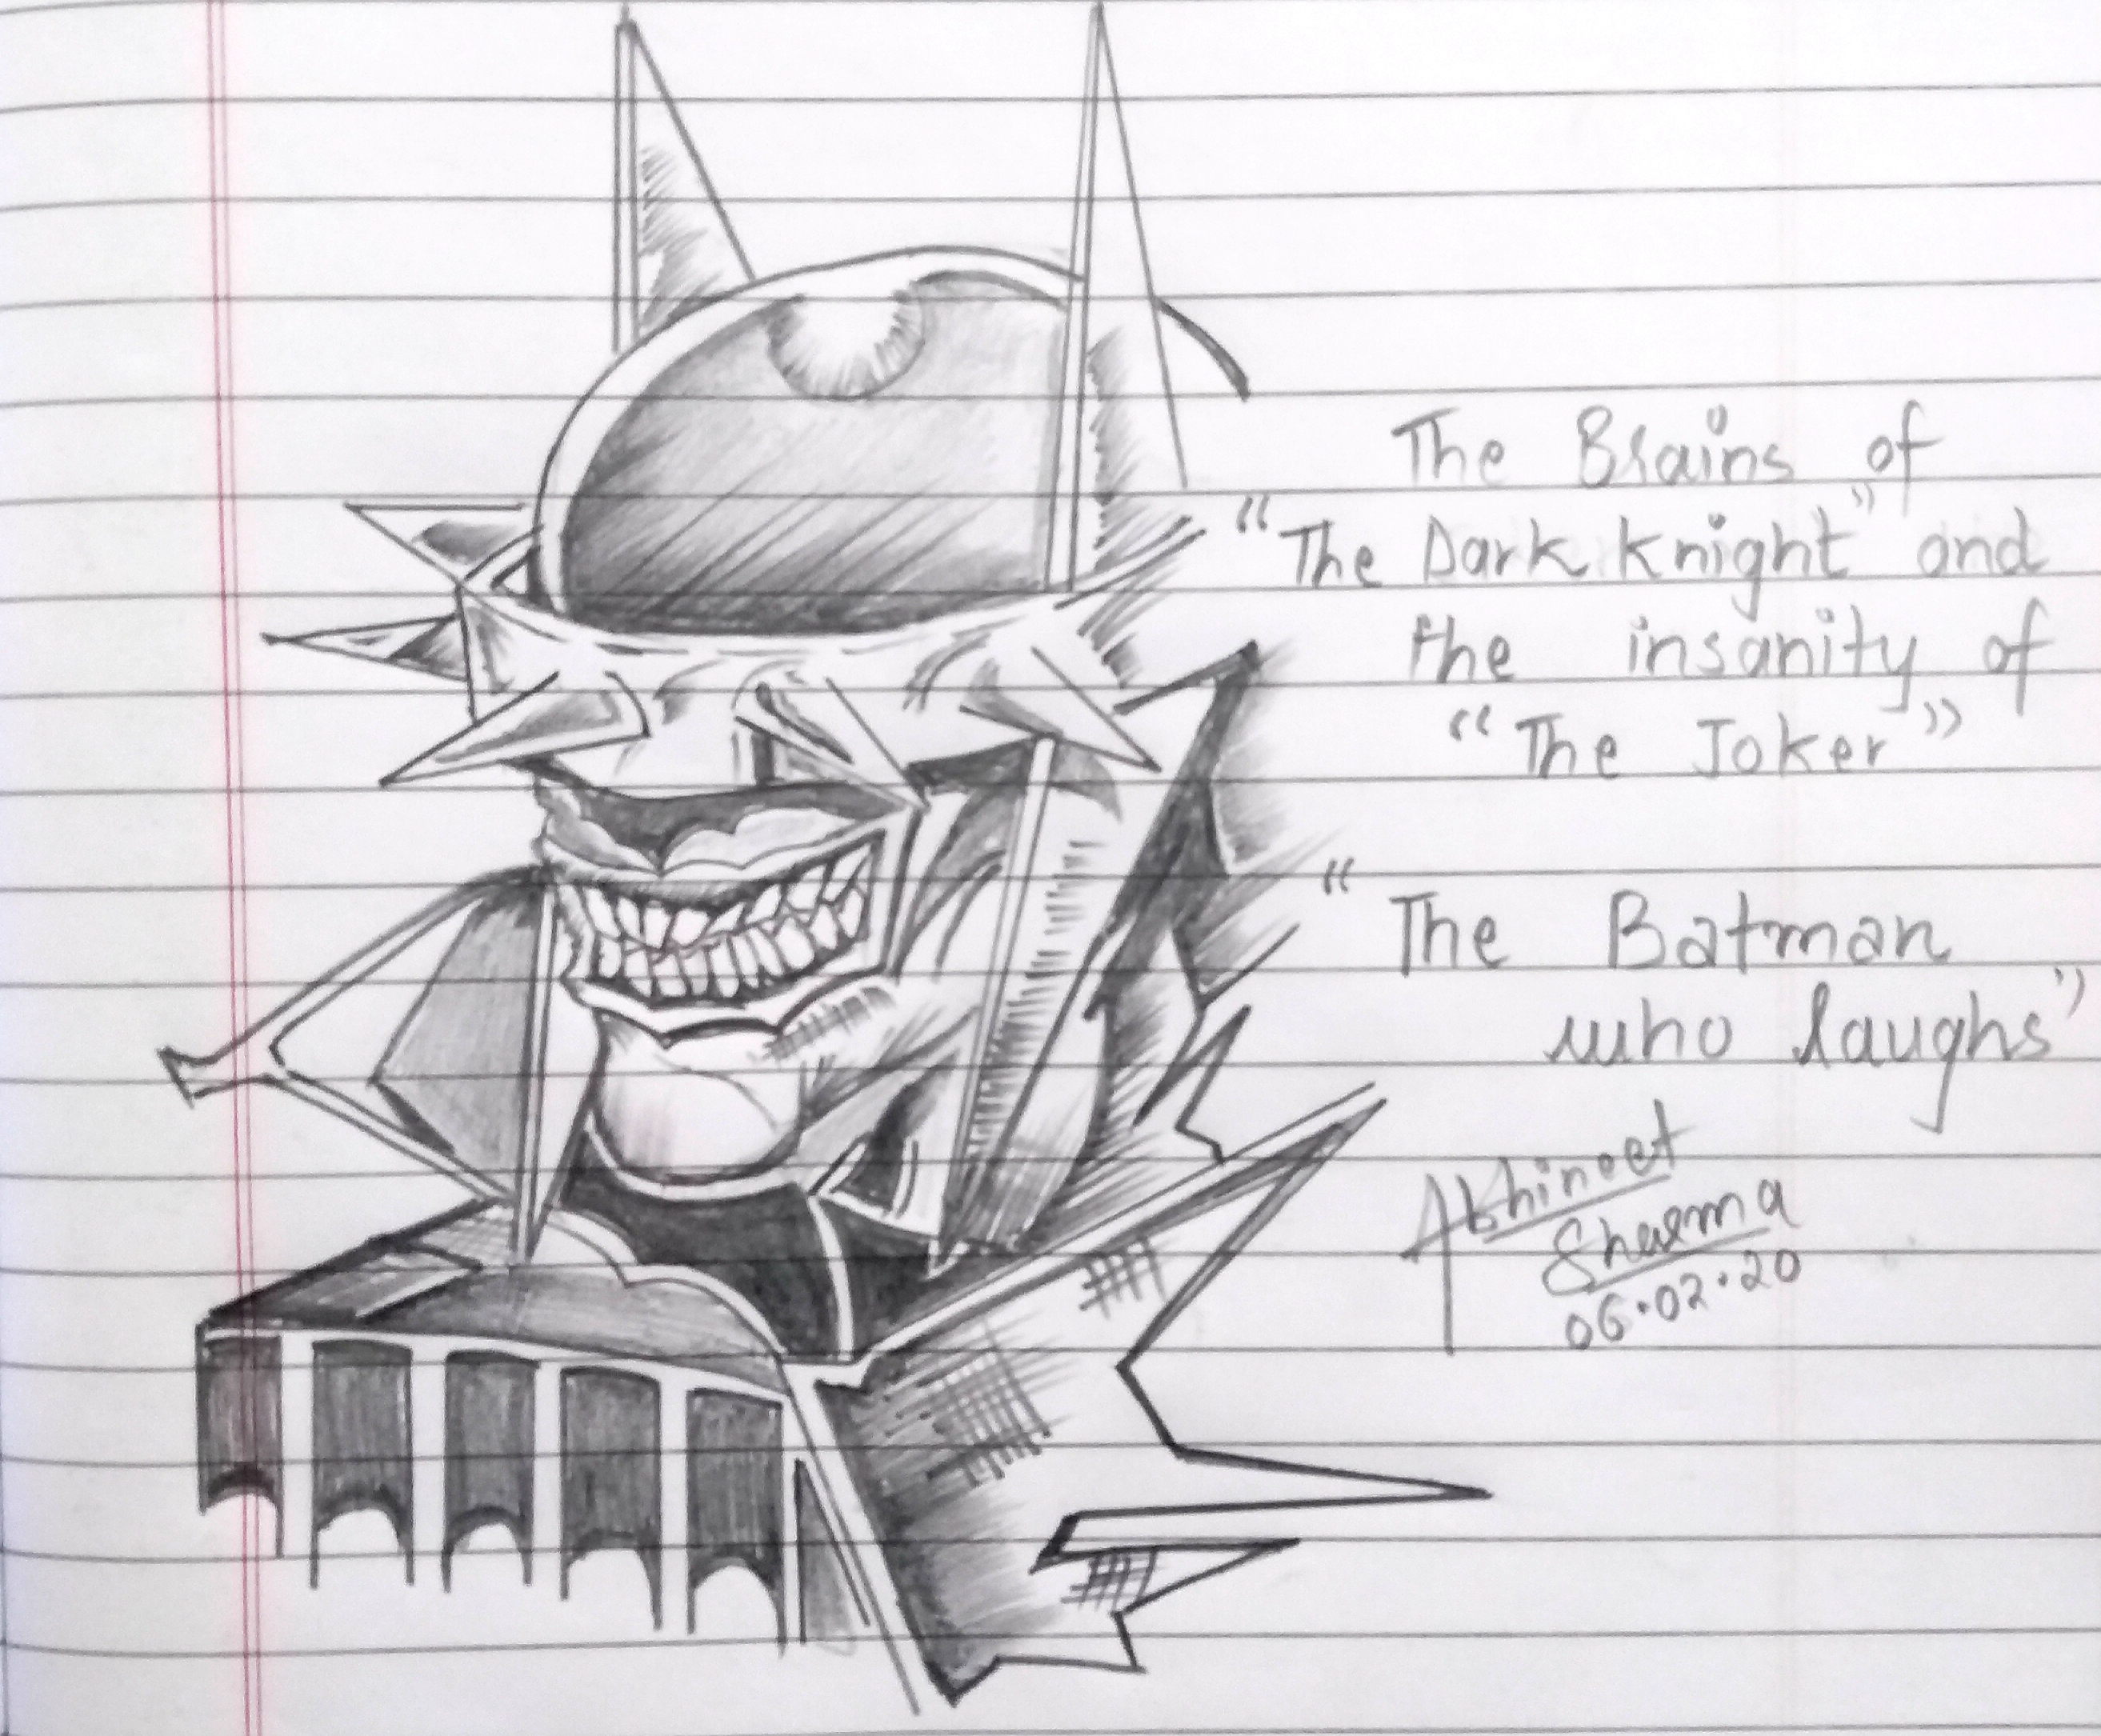 The Brains of
"The Dark Knight" and
the insanity of
"The Joker"
"The Batman
who laughs"
Abhineet
Sharma
06.02.20